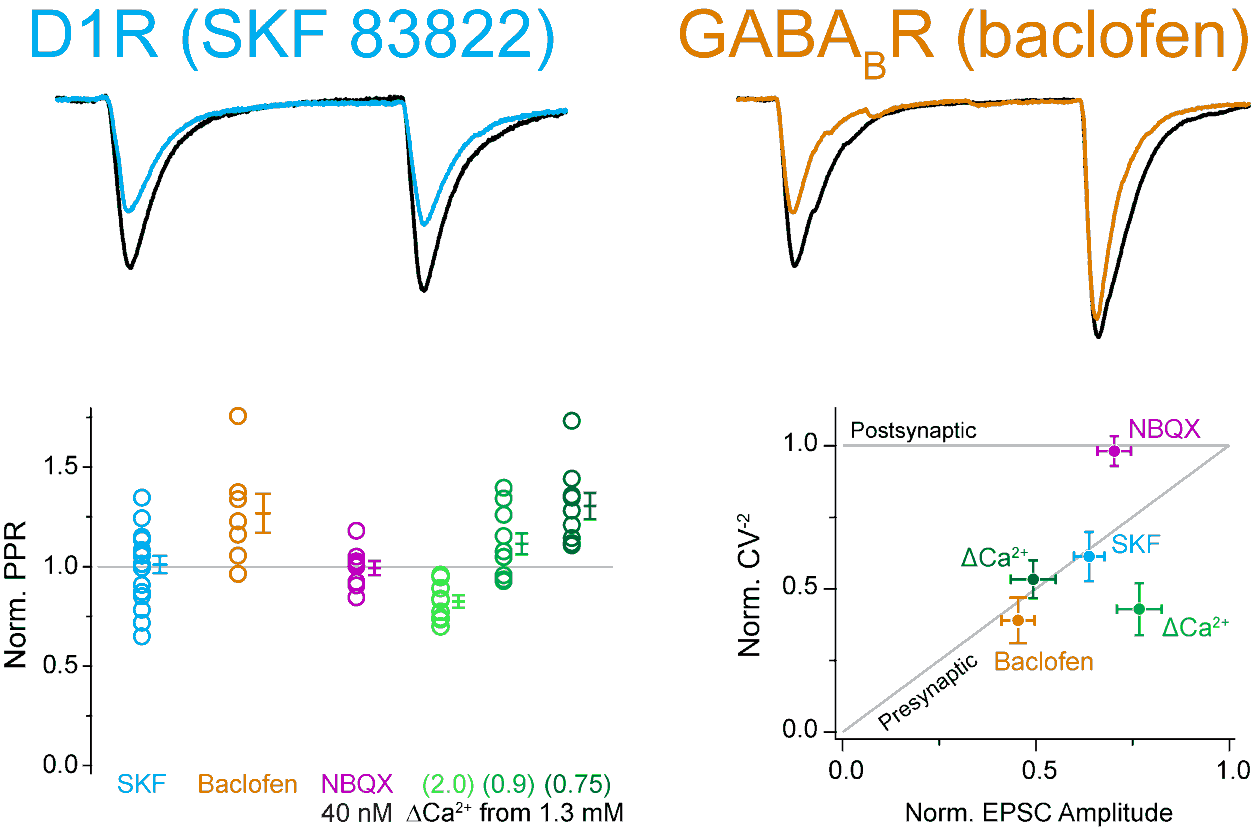 D1R (SKF 83822)
GABA_BR (baclofen)
Norm. PPR
1.5
1.0
0.5
0.0
SKF Baclofen NBQX (2.0) (0.9) (0.75)
40 nM ΔCa²⁺ from 1.3 mM
Norm. CV⁻²
1.0
0.5
0.0
Postsynaptic
NBQX
ΔCa²⁺
SKF
ΔCa²⁺
Baclofen
Presynaptic
0.0 0.5 1.0
Norm. EPSC Amplitude